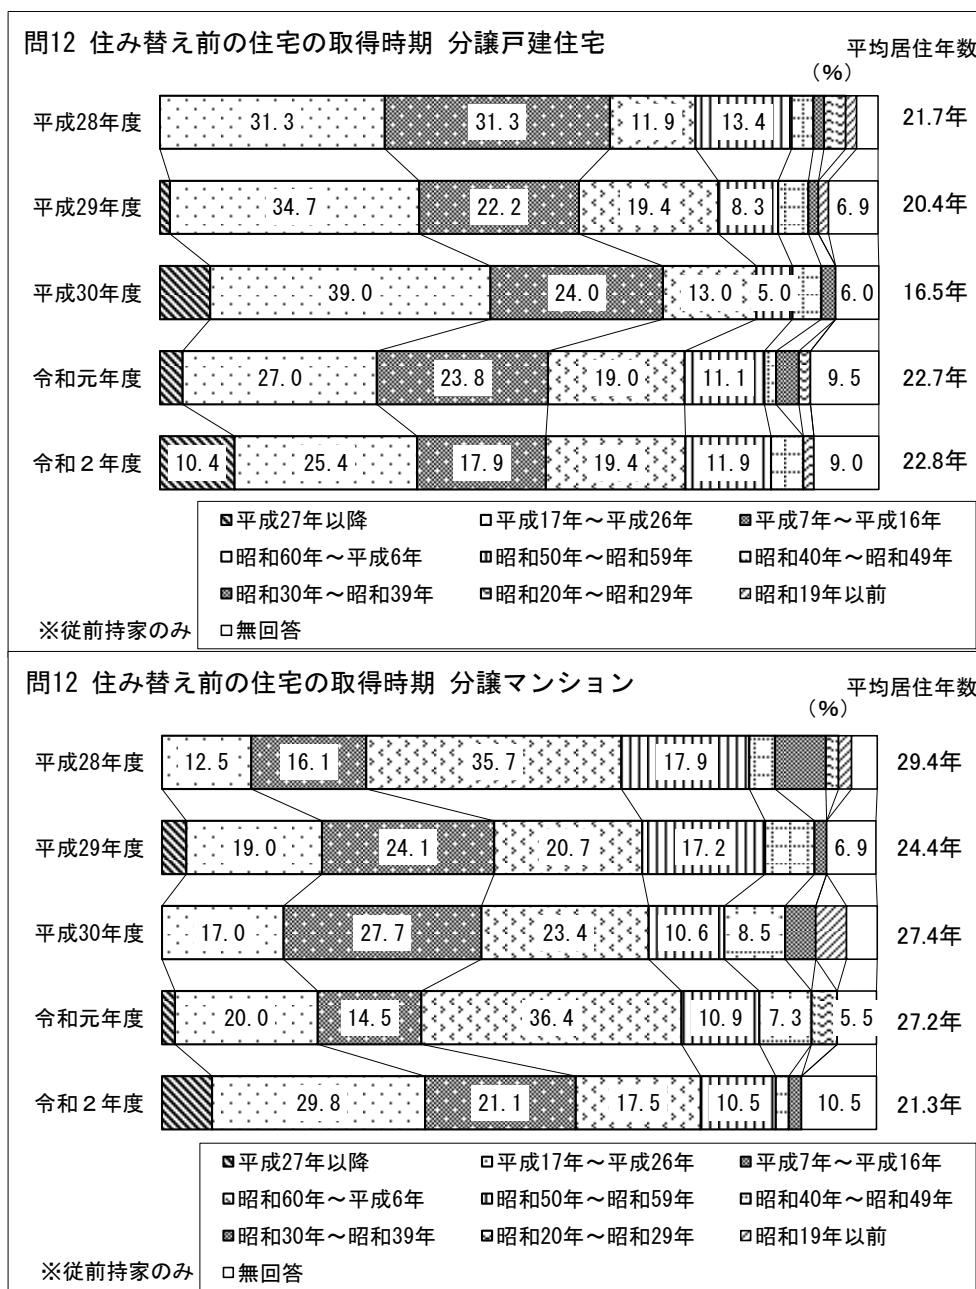 問12 住み替え前の住宅の取得時期 分譲戸建住宅
平均居住年数
（%）
平成28年度 31.3 31.3 11.9 13.4 21.7年
平成29年度 34.7 22.2 19.4 8.3 6.9 20.4年
平成30年度 39.0 24.0 13.0 5.0 6.0 16.5年
令和元年度 27.0 23.8 19.0 11.1 9.5 22.7年
令和２年度 10.4 25.4 17.9 19.4 11.9 9.0 22.8年
平成27年以降 平成17年～平成26年 平成7年～平成16年
昭和60年～平成6年 昭和50年～昭和59年 昭和40年～昭和49年
昭和30年～昭和39年 昭和20年～昭和29年 昭和19年以前
※従前持家のみ 無回答
問12 住み替え前の住宅の取得時期 分譲マンション
平均居住年数
（%）
平成28年度 12.5 16.1 35.7 17.9 29.4年
平成29年度 19.0 24.1 20.7 17.2 6.9 24.4年
平成30年度 17.0 27.7 23.4 10.6 8.5 27.4年
令和元年度 20.0 14.5 36.4 10.9 7.3 5.5 27.2年
令和２年度 29.8 21.1 17.5 10.5 10.5 21.3年
平成27年以降 平成17年～平成26年 平成7年～平成16年
昭和60年～平成6年 昭和50年～昭和59年 昭和40年～昭和49年
昭和30年～昭和39年 昭和20年～昭和29年 昭和19年以前
※従前持家のみ 無回答